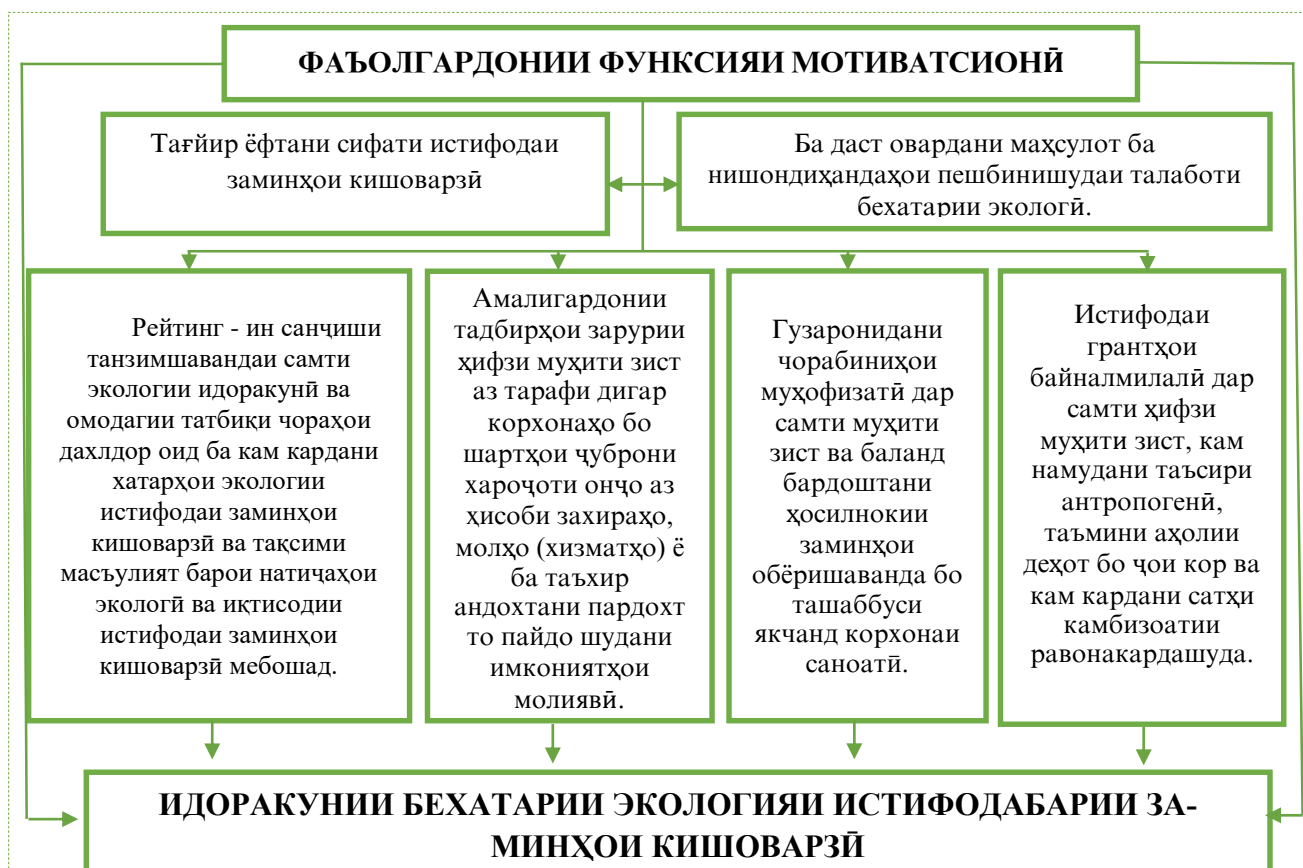 ФАЪОЛГАРДОНИИ ФУНКСИЯИ МОТИВАТСИОНӢ
Тағйир ёфтани сифати истифодаи
заминҳои кишоварзӣ
Ба даст овардани маҳсулот ба
нишондиҳандаҳои пешбинишудаи талаботи
бехатарии экологӣ.
Рейтинг - ин санҷиши
танзимшавандаи самти
экологии идоракунӣ ва
омодагии татбиқи чораҳои
дахлдор оид ба кам кардани
хатарҳои экологии
истифодаи заминҳои
кишоварзӣ ва тақсими
масъулият барои натиҷаҳои
экологӣ ва иқтисодии
истифодаи заминҳои
кишоварзӣ мебошад.
Амалигардонии
тадбирҳои зарурии
ҳифзи муҳити зист
аз тарафи дигар
корхонаҳо бо
шартҳои ҷуброни
хароҷоти онҷо аз
ҳисоби захираҳо,
молҳо (хизматҳо) ё
ба таъхир
андохтани пардохт
то пайдо шудани
имкониятҳои
молиявӣ.
Гузаронидани
чорабиниҳои
муҳофизатӣ дар
самти муҳити
зист ва баланд
бардоштани
ҳосилнокии
заминҳои
обёришаванда бо
ташаббуси
якчанд корхонаи
саноатӣ.
Истифодаи
грантҳои
байналмилалӣ дар
самти ҳифзи
муҳити зист, кам
намудани таъсири
антропогенӣ,
таъмини аҳолии
деҳот бо ҷои кор ва
кам кардани сатҳи
камбизоатии
равонакардашуда.
ИДОРАКУНИИ БЕХАТАРИИ ЭКОЛОГИЯИ ИСТИФОДАБАРИИ ЗА-
МИНҲОИ КИШОВАРЗӢ